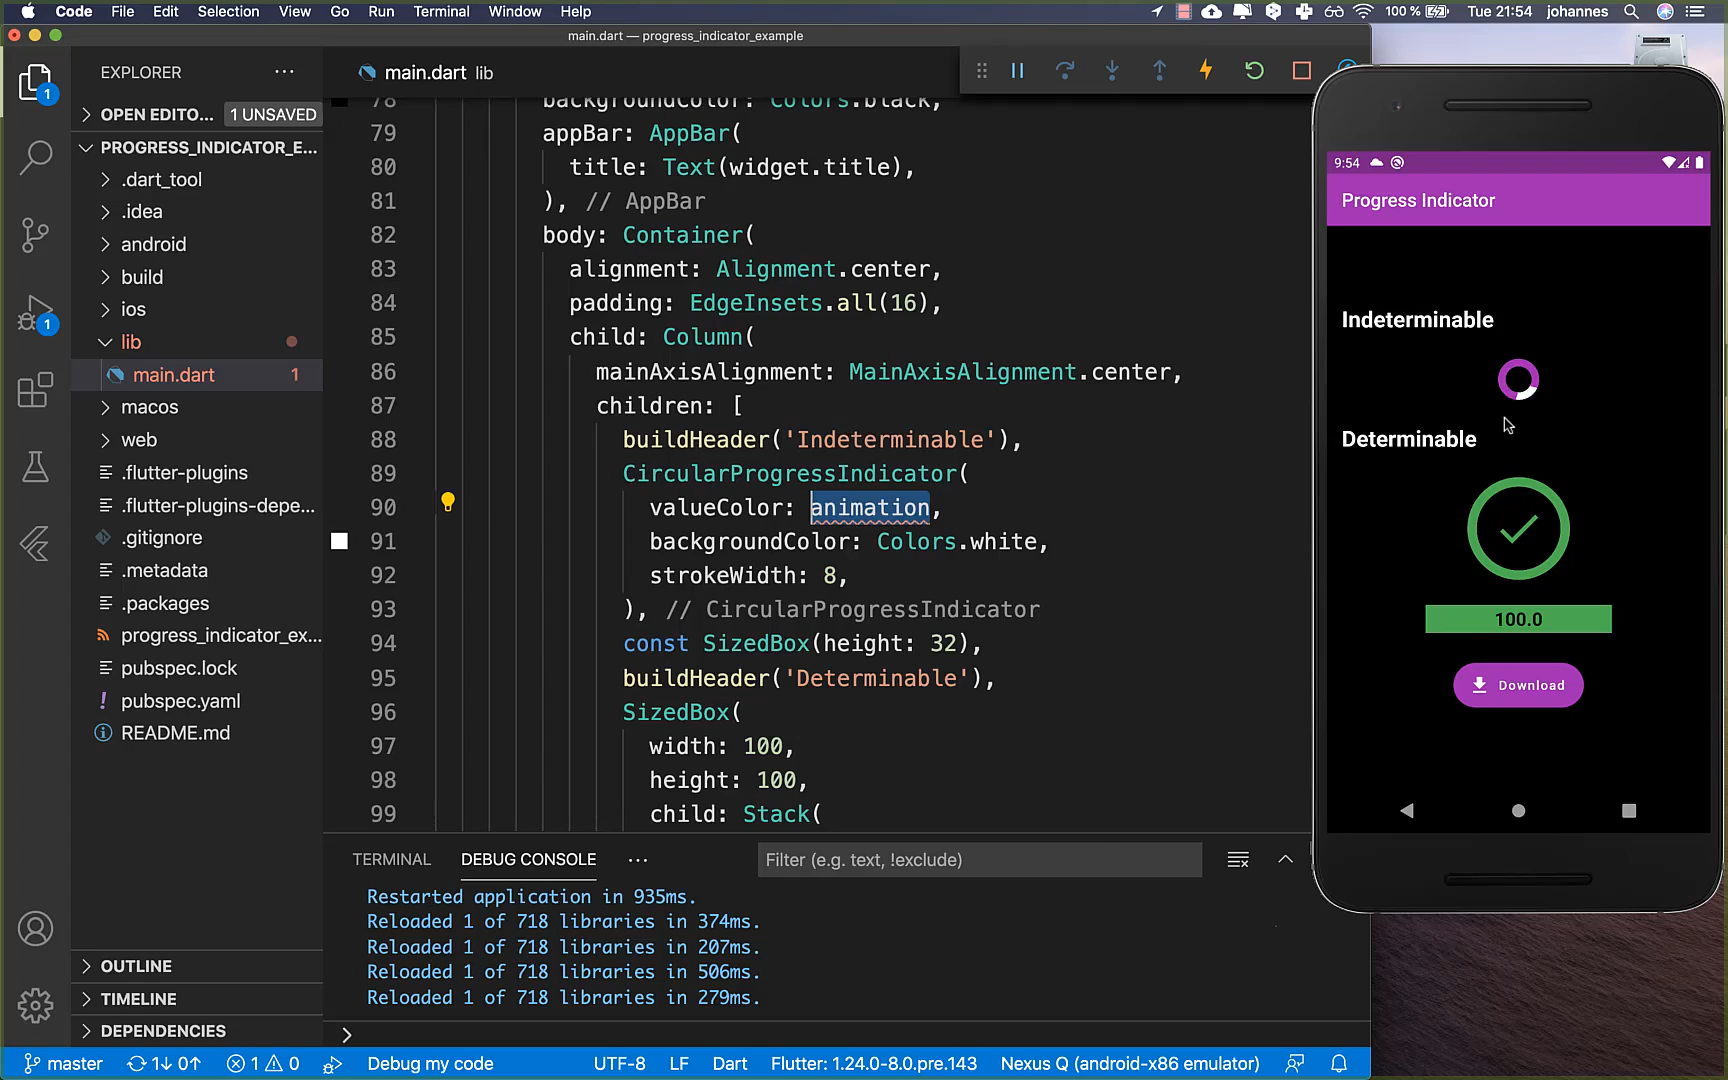 Code File Edit Selection View Go Run Terminal Window Help 100 % Tue 21:54 johannes
main.dart — progress_indicator_example
EXPLORER
OPEN EDITO... 1 UNSAVED
PROGRESS_INDICATOR_E...
.dart_tool
.idea
android
build
ios
lib
main.dart 1
macos
web
.flutter-plugins
.flutter-plugins-depe...
.gitignore
.metadata
.packages
progress_indicator_ex...
pubspec.lock
pubspec.yaml
README.md
OUTLINE
TIMELINE
DEPENDENCIES
1
1
main.dart lib
78 backgroundColor: Colors.black,
79 appBar: AppBar(
80 title: Text(widget.title),
81 ), // AppBar
82 body: Container(
83 alignment: Alignment.center,
84 padding: EdgeInsets.all(16),
85 child: Column(
86 mainAxisAlignment: MainAxisAlignment.center,
87 children: [
88 buildHeader('Indeterminable'),
89 CircularProgressIndicator(
90 valueColor: animation,
91 backgroundColor: Colors.white,
92 strokeWidth: 8,
93 ), // CircularProgressIndicator
94 const SizedBox(height: 32),
95 buildHeader('Determinable'),
96 SizedBox(
97 width: 100,
98 height: 100,
99 child: Stack(
TERMINAL DEBUG CONSOLE Filter (e.g. text, !exclude)
Restarted application in 935ms.
Reloaded 1 of 718 libraries in 374ms.
Reloaded 1 of 718 libraries in 207ms.
Reloaded 1 of 718 libraries in 506ms.
Reloaded 1 of 718 libraries in 279ms.
master 1↓ 0↑ 1 0 Debug my code UTF-8 LF Dart Flutter: 1.24.0-8.0.pre.143 Nexus Q (android-x86 emulator)
9:54
Progress Indicator
Indeterminable
Determinable
100.0
Download